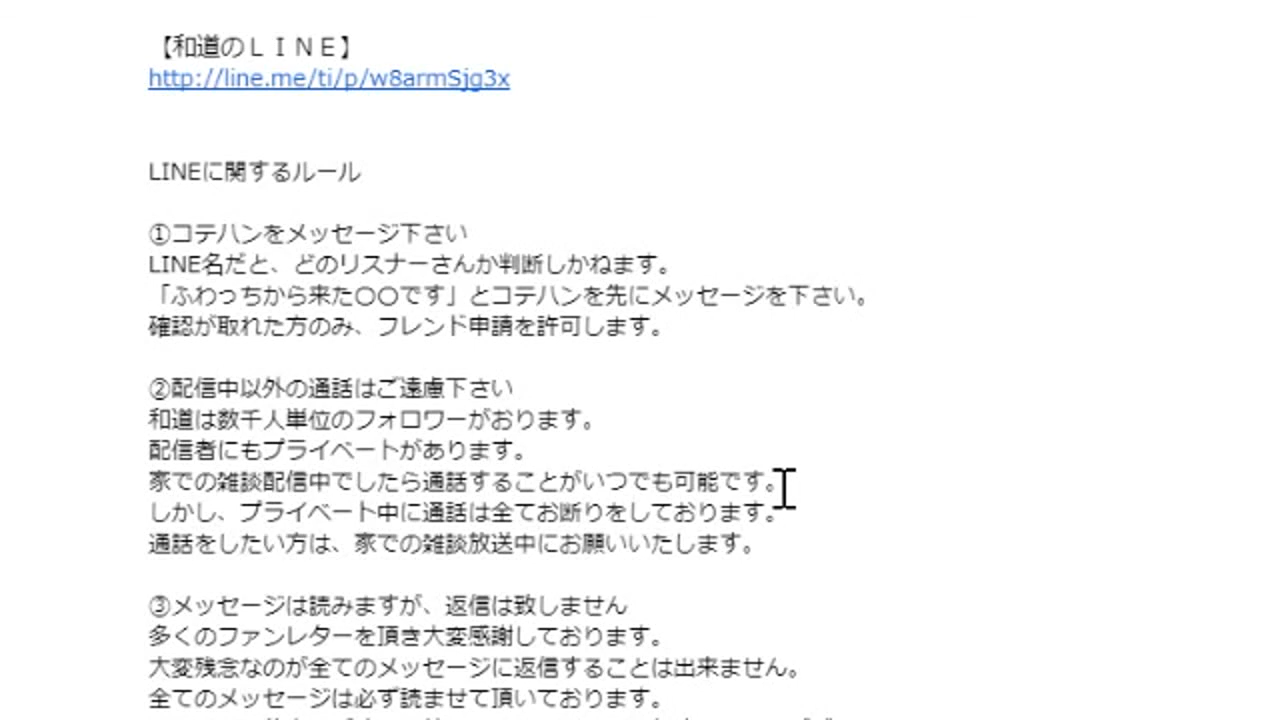 【和道のＬＩＮＥ】
http://line.me/ti/p/w8armSjg3x
LINEに関するルール
①コテハンをメッセージ下さい
LINE名だと、どのリスナーさんか判断しかねます。
「ふわっちから来た〇〇です」とコテハンを先にメッセージを下さい。
確認が取れた方のみ、フレンド申請を許可します。
②配信中以外の通話はご遠慮下さい
和道は数千人単位のフォロワーがおります。
配信者にもプライベートがあります。
家での雑談配信中でしたら通話することがいつでも可能です。
しかし、プライベート中に通話は全てお断りをしております。
通話をしたい方は、家での雑談放送中にお願いいたします。
③メッセージは読みますが、返信は致しません
多くのファンレターを頂き大変感謝しております。
大変残念なのが全てのメッセージに返信することは出来ません。
全てのメッセージは必ず読ませて頂いております。